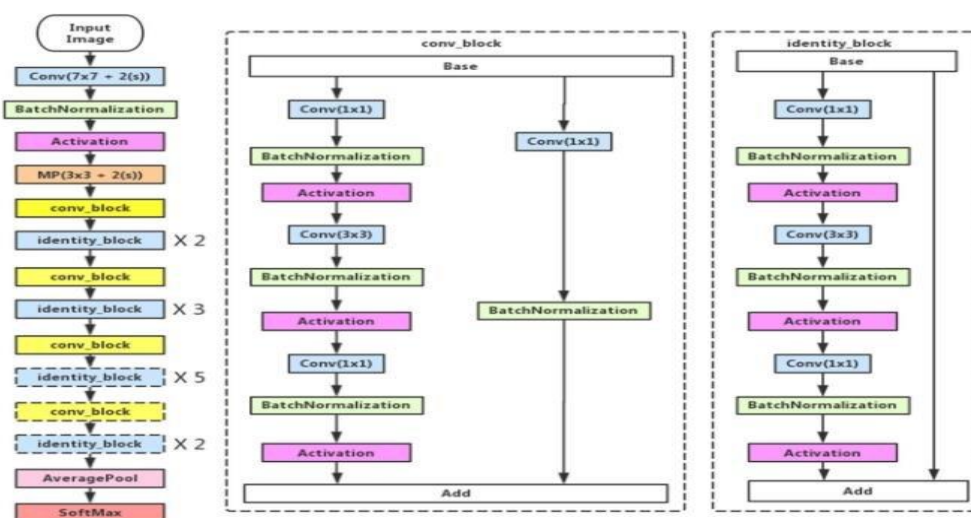 Input
Image
Conv(7x7 + 2(s))
BatchNormalization
Activation
MP(3x3 + 2(s))
conv_block
identity_block X 2
conv_block
identity_block X 3
conv_block
identity_block X 5
conv_block
identity_block X 2
AveragePool
SoftMax
conv_block
Base
Conv(1x1)
BatchNormalization
Activation
Conv(3x3)
BatchNormalization
Activation
Conv(1x1)
BatchNormalization
Activation
Conv(1x1)
BatchNormalization
Add
identity_block
Base
Conv(1x1)
BatchNormalization
Activation
Conv(3x3)
BatchNormalization
Activation
Conv(1x1)
BatchNormalization
Activation
Add